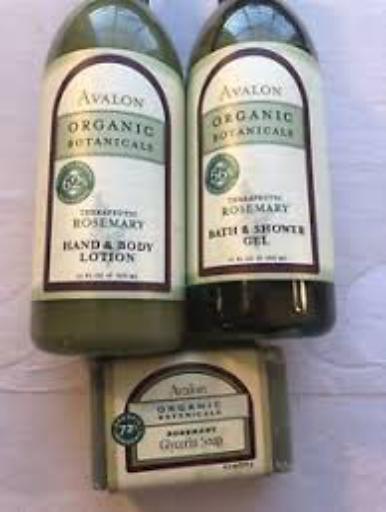 AVALON
ORGANIC
BOTANICALS
62%
THERAPEUTIC
ROSEMARY
HAND & BODY
LOTION
AVALON
ORGANIC
BOTANICALS
THERAPEUTIC
ROSEMARY
BATH & SHOWER
GEL
Avalon
ORGANIC
BOTANICALS
ROSEMARY
Glycerin Soap